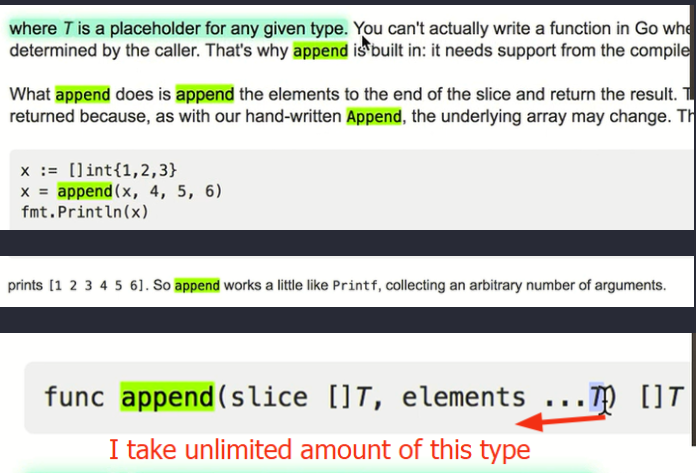 where T is a placeholder for any given type. You can't actually write a function in Go
determined by the caller. That's why append is built in: it needs support from the
What append does is append the elements to the end of the slice and return the result.
returned because, as with our hand-written Append, the underlying array may change.
x := []int{1,2,3}
x = append(x, 4, 5, 6)
fmt.Println(x)
prints [1 2 3 4 5 6]. So append works a little like Printf, collecting an arbitrary number of arguments.
func append(slice []T, elements ...T) []T
I take unlimited amount of this type